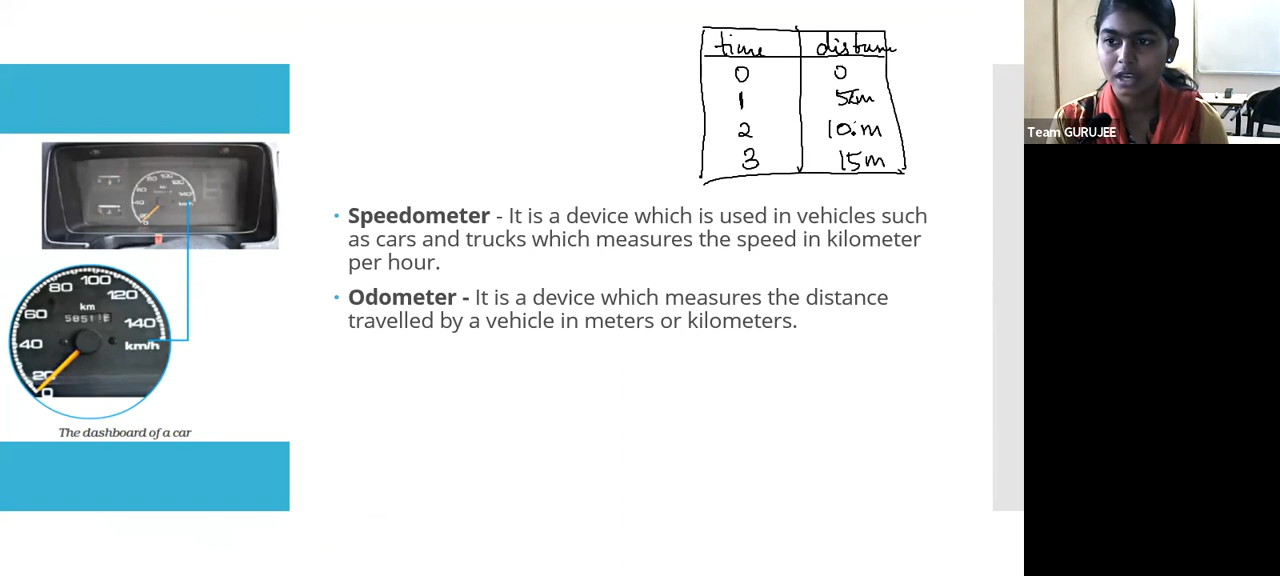 time distan
0 0
1 5m
2 10.m
3 15m
Team GURUJEE
• Speedometer - It is a device which is used in vehicles such
as cars and trucks which measures the speed in kilometer
per hour.
• Odometer - It is a device which measures the distance
travelled by a vehicle in meters or kilometers.
80 100 120
60 km
140
40 km/h
20
0
The dashboard of a car